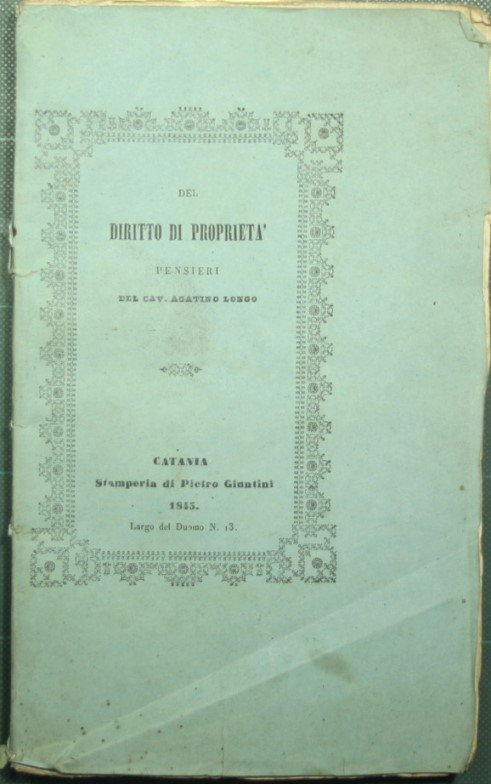 DEL
DIRITTO DI PROPRIETA'
PENSIERI
DEL CAV. AGATINO LONGO
CATANIA
Stamperia di Pietro Giuntini
1845.
Largo del Duomo N. 13.